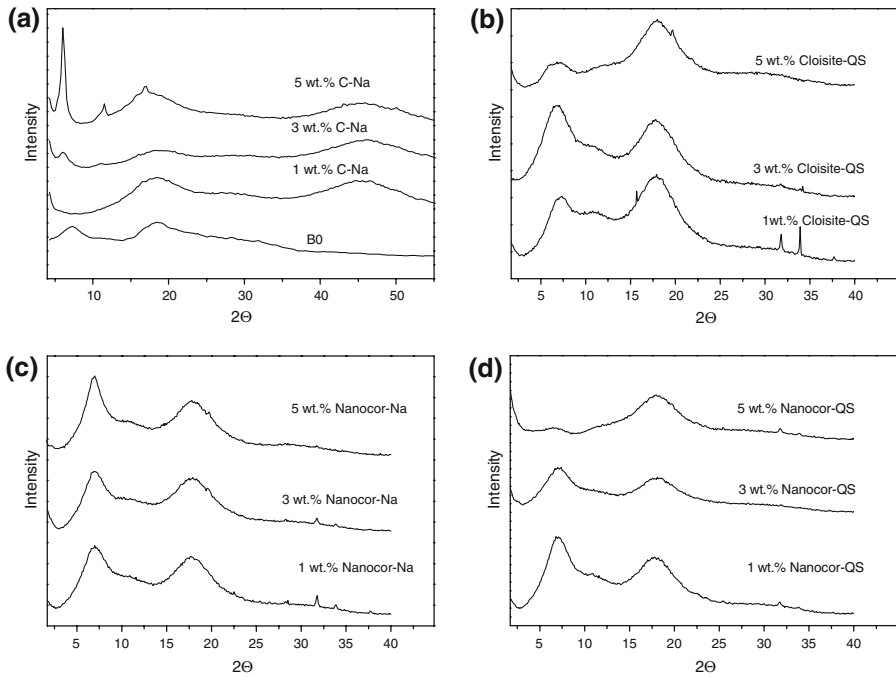 (a)
Intensity
5 wt.% C-Na
3 wt.% C-Na
1 wt.% C-Na
B0
10 20 30 40 50
2Θ
(b)
Intensity
5 wt.% Cloisite-QS
3 wt.% Cloisite-QS
1wt.% Cloisite-QS
5 10 15 20 25 30 35 40
2Θ
(c)
Intensity
5 wt.% Nanocor-Na
3 wt.% Nanocor-Na
1 wt.% Nanocor-Na
5 10 15 20 25 30 35 40
2Θ
(d)
Intensity
5 wt.% Nanocor-QS
3 wt.% Nanocor-QS
1 wt.% Nanocor-QS
5 10 15 20 25 30 35 40
2Θ